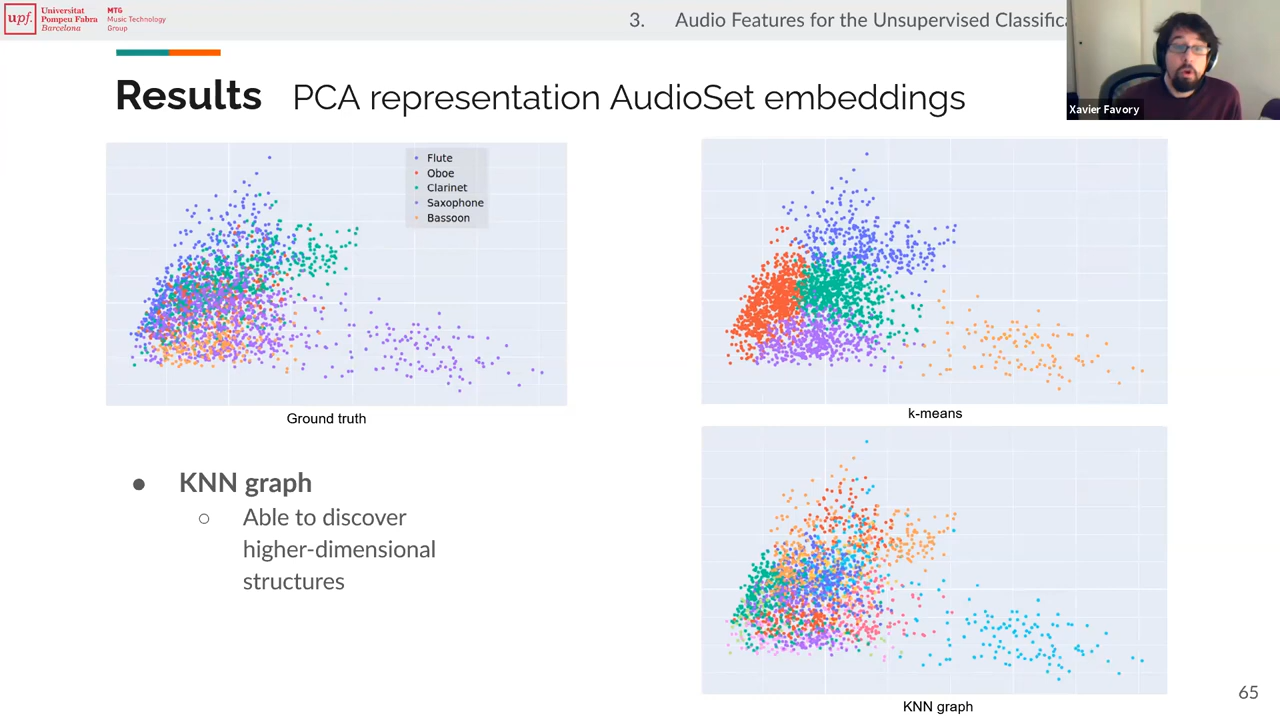 upf.
Universitat
Pompeu Fabra
Barcelona
MTG
Music Technology
Group
3. Audio Features for the Unsupervised Classifica
Xavier Favory
Results PCA representation AudioSet embeddings
Flute
Oboe
Clarinet
Saxophone
Bassoon
Ground truth
k-means
● KNN graph
○ Able to discover
higher-dimensional
structures
KNN graph
65